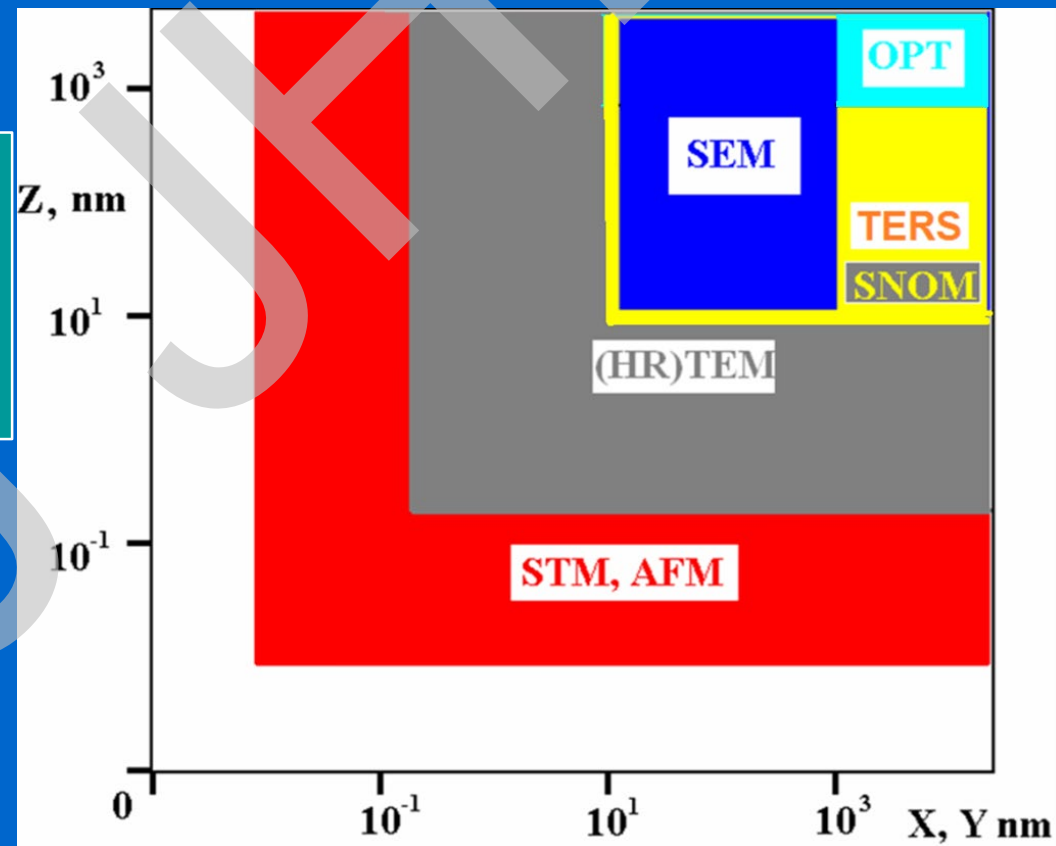 10³
OPT
SEM
Z, nm
TERS
SNOM
10¹
(HR)TEM
10⁻¹
STM, AFM
0
10⁻¹
10¹
10³
X, Y nm